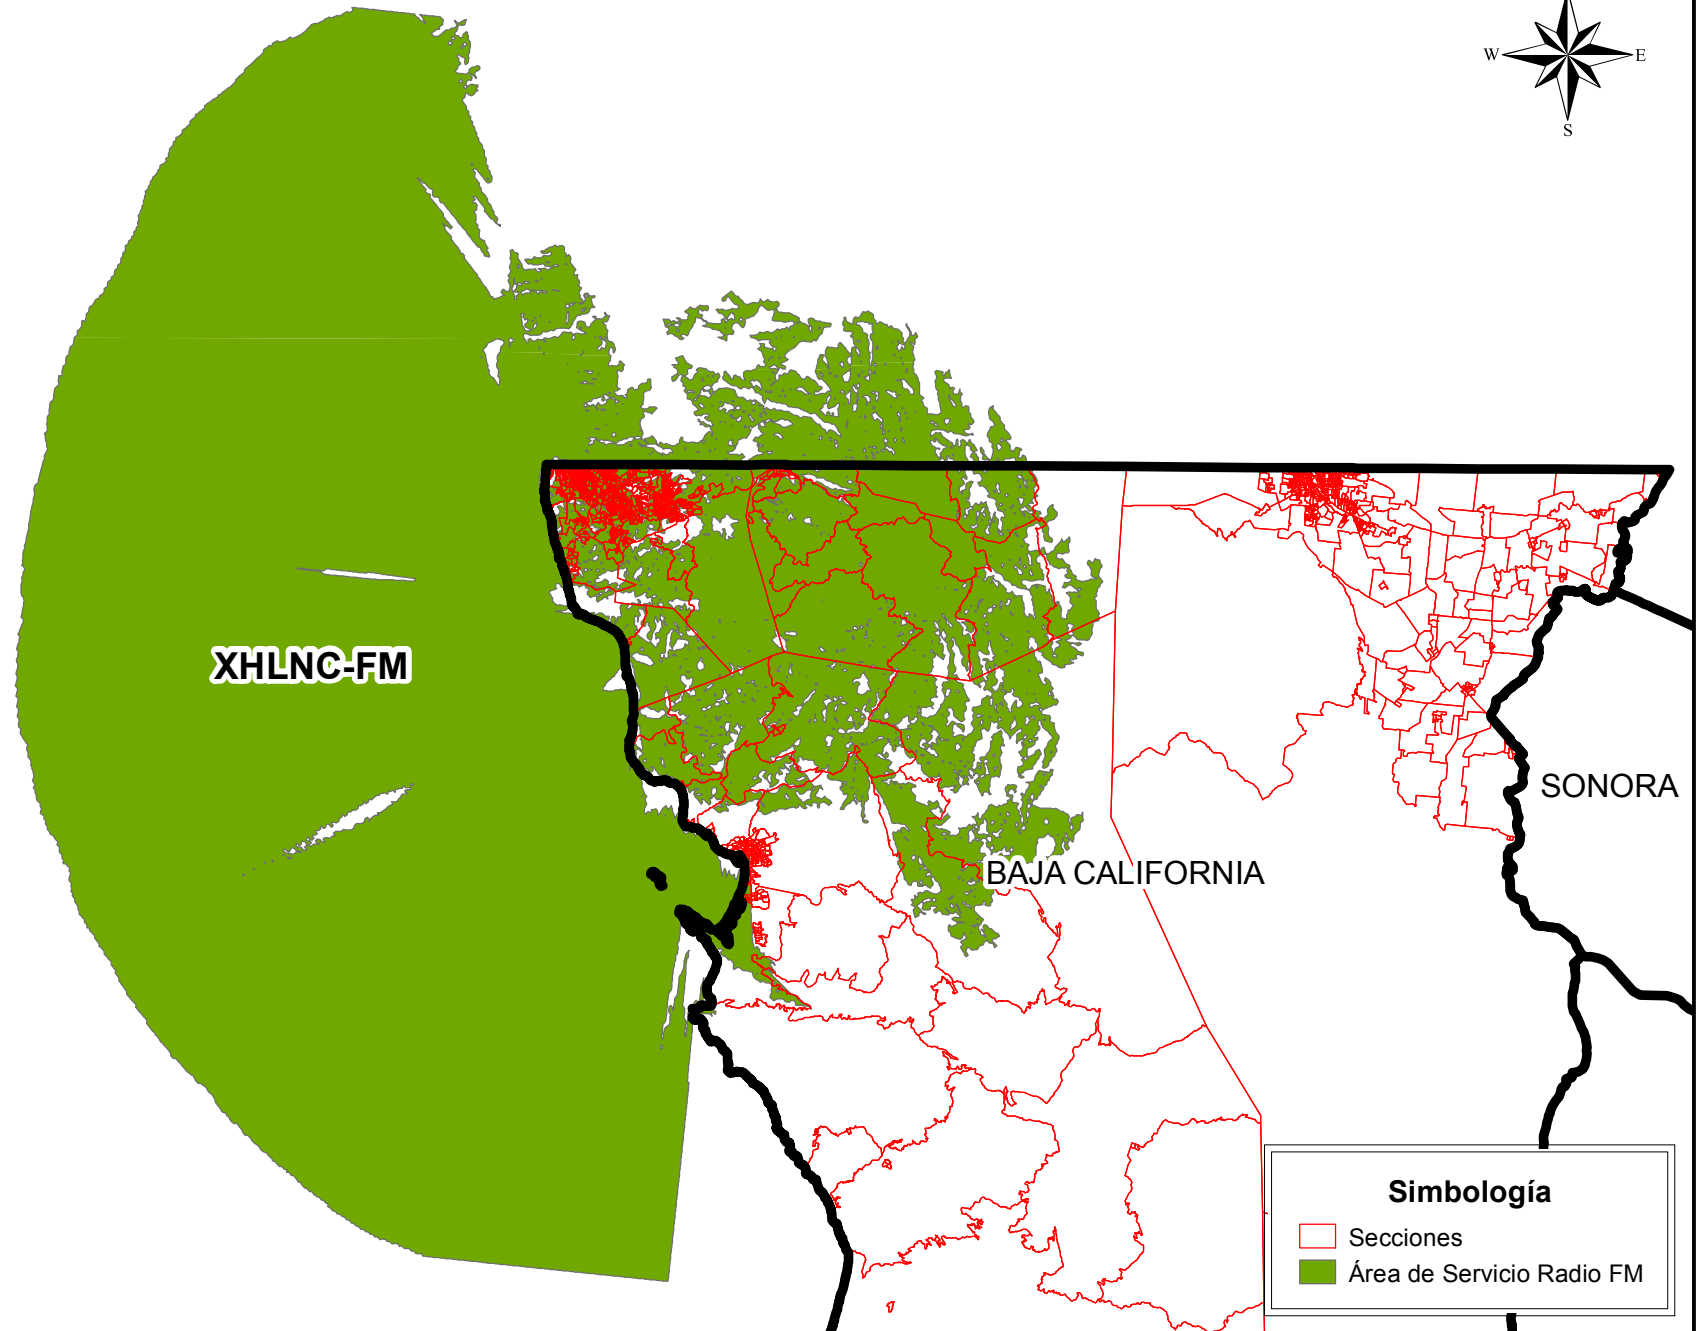 W E
S
XHLNC-FM
SONORA
BAJA CALIFORNIA
Simbología
Secciones
Área de Servicio Radio FM